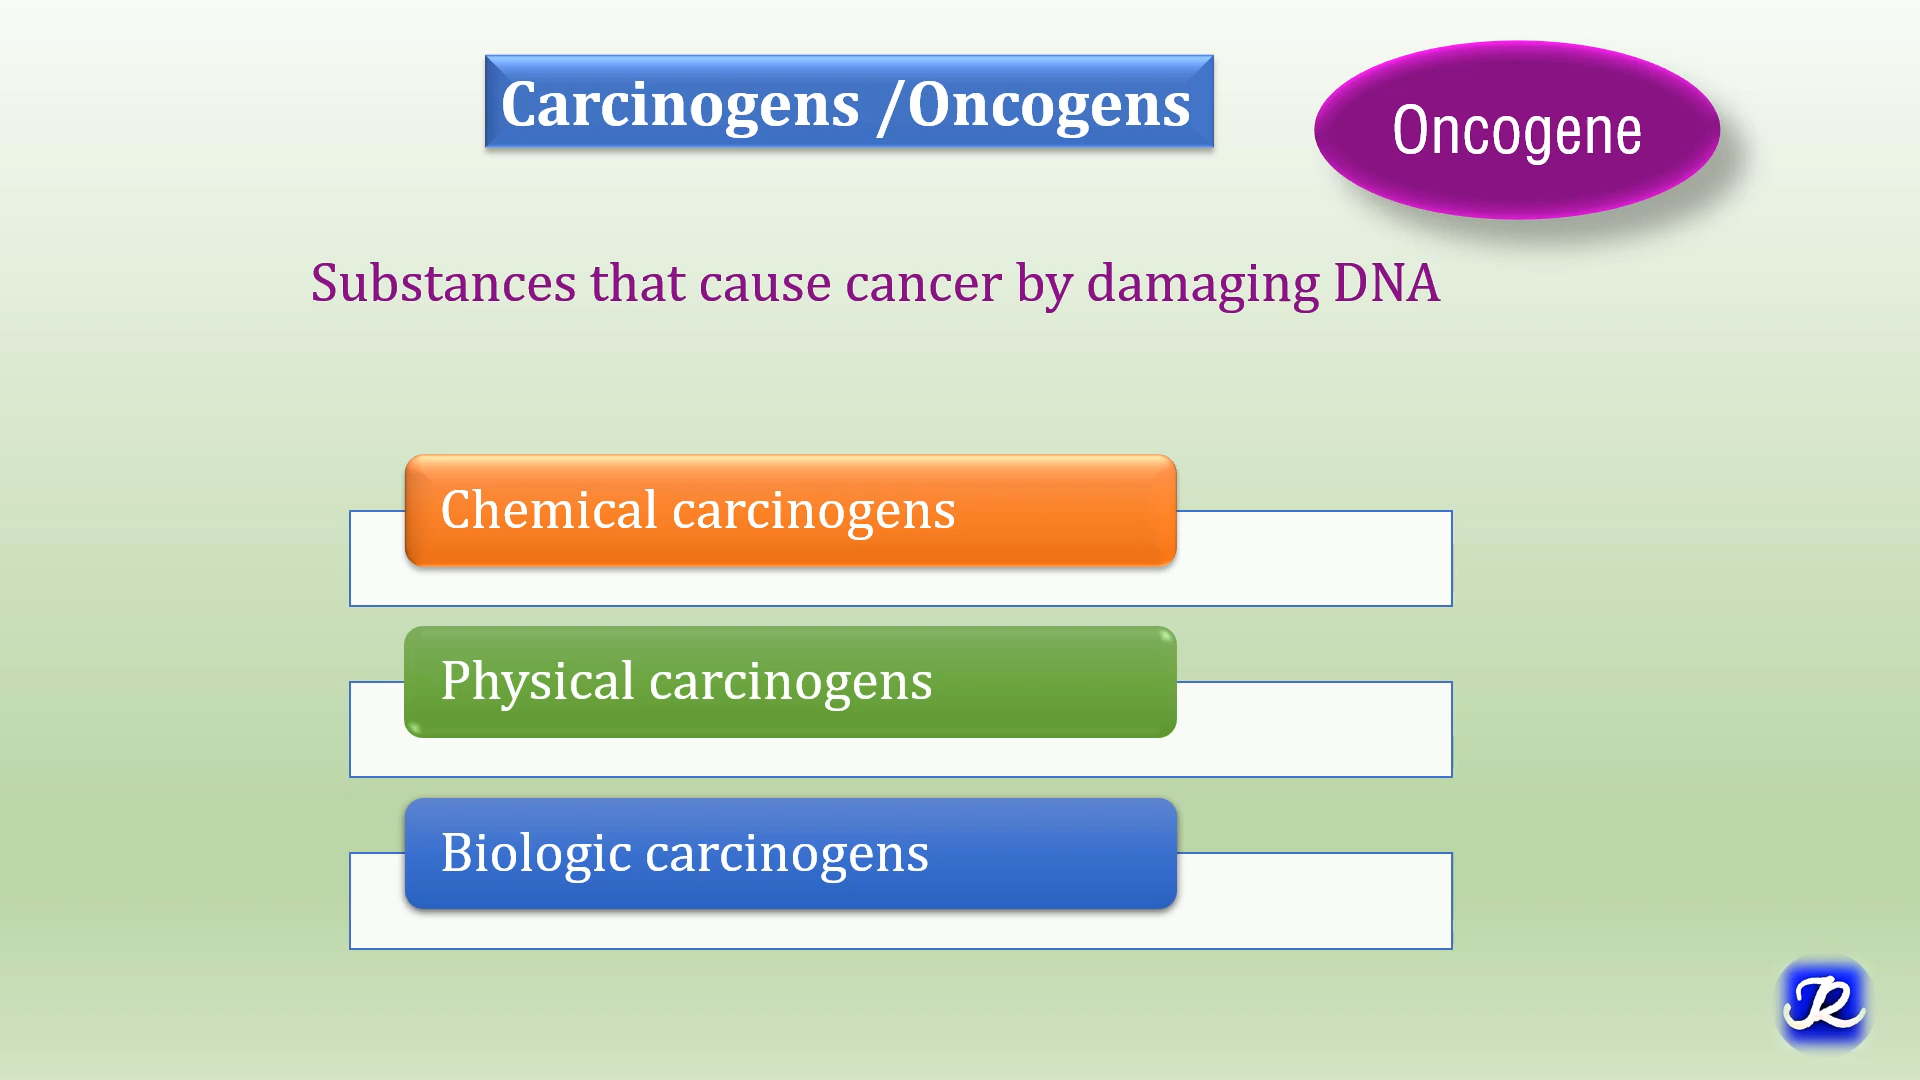 Carcinogens /Oncogens
Oncogene
Substances that cause cancer by damaging DNA
Chemical carcinogens
Physical carcinogens
Biologic carcinogens